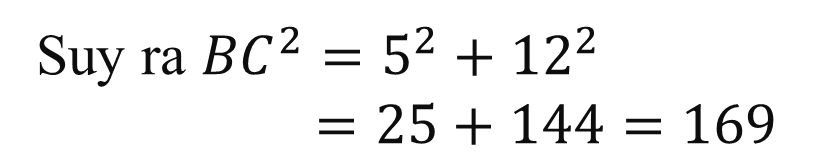 Suy ra BC² = 5² + 12²
= 25 + 144 = 169